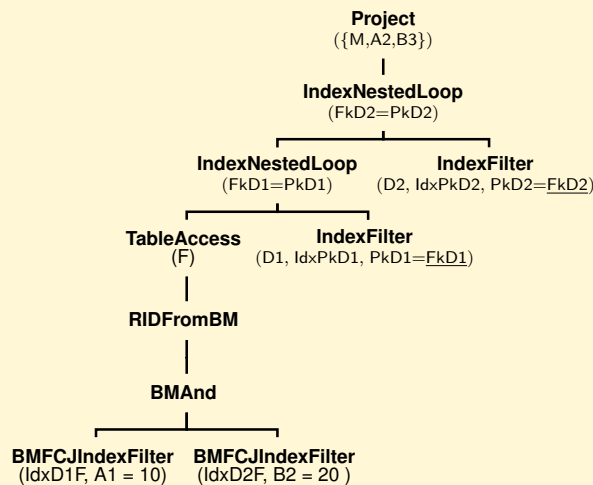 Project
({M,A2,B3})
IndexNestedLoop
(FkD2=PkD2)
IndexNestedLoop IndexFilter
(FkD1=PkD1) (D2, IdxPkD2, PkD2=FkD2)
TableAccess IndexFilter
(F) (D1, IdxPkD1, PkD1=FkD1)
RIDFromBM
BMAnd
BMFCJIndexFilter BMFCJIndexFilter
(IdxD1F, A1 = 10) (IdxD2F, B2 = 20 )